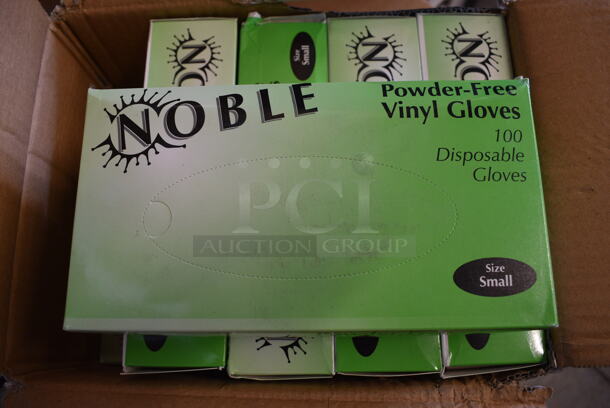 Size
Small
NOBLE
Powder-Free
Vinyl Gloves
100
Disposable
Gloves
PCI
AUCTION GROUP
Size
Small